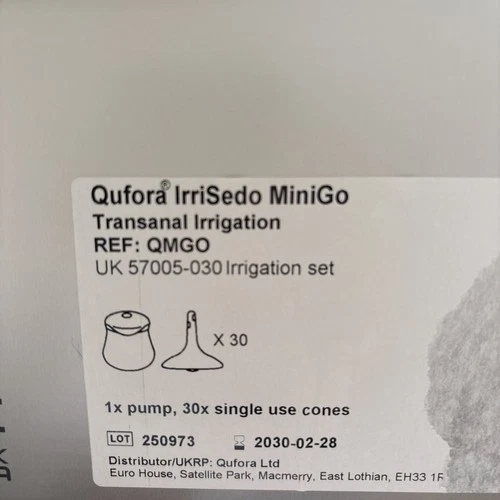 Qufora® IrriSedo MiniGo
Transanal Irrigation
REF: QMGO
UK 57005-030 Irrigation set
X 30
1x pump, 30x single use cones
LOT 250973 2030-02-28
Distributor/UKRP: Qufora Ltd
Euro House, Satellite Park, Macmerry, East Lothian, EH33 1R